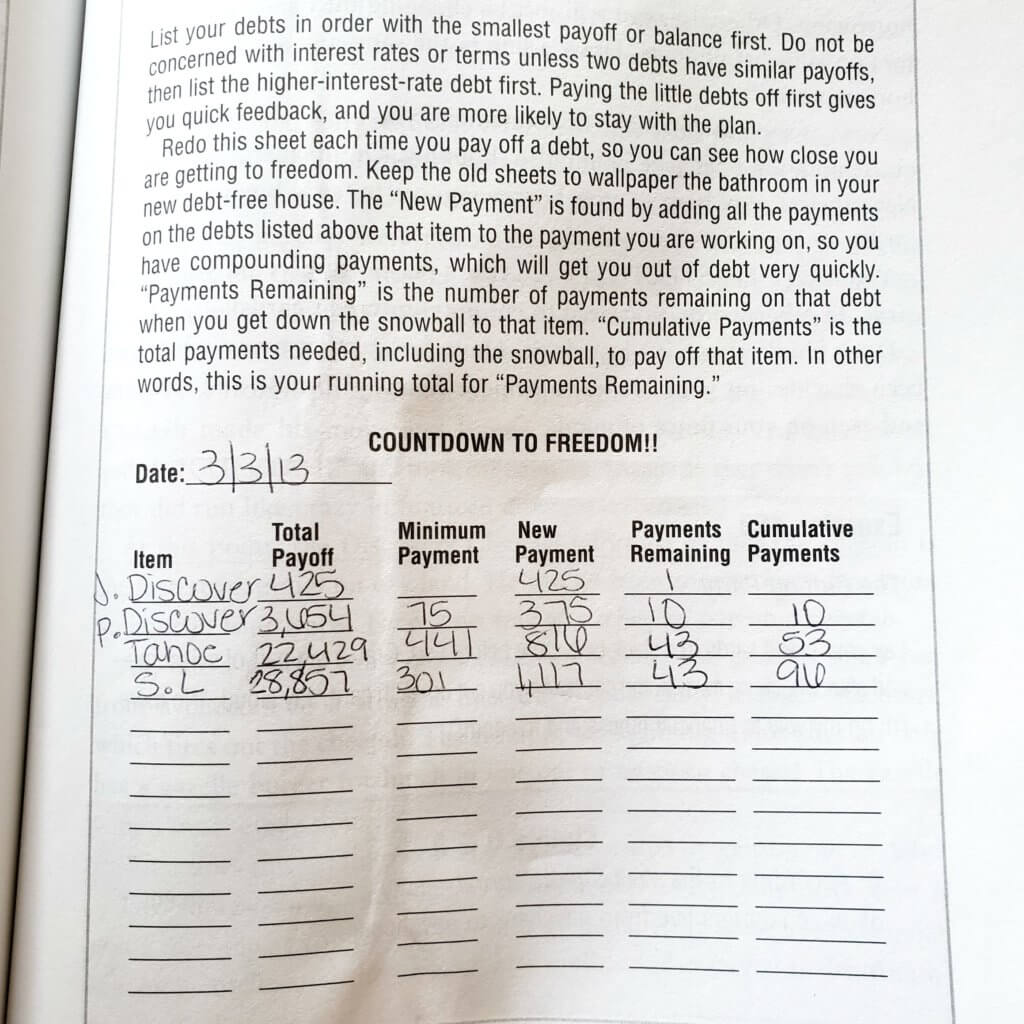 List your debts in order with the smallest payoff or balance first. Do not be
concerned with interest rates or terms unless two debts have similar payoffs,
then list the higher-interest-rate debt first. Paying the little debts off first gives
you quick feedback, and you are more likely to stay with the plan.
Redo this sheet each time you pay off a debt, so you can see how close you
are getting to freedom. Keep the old sheets to wallpaper the bathroom in your
new debt-free house. The “New Payment” is found by adding all the payments
on the debts listed above that item to the payment you are working on, so you
have compounding payments, which will get you out of debt very quickly.
“Payments Remaining” is the number of payments remaining on that debt
when you get down the snowball to that item. “Cumulative Payments” is the
total payments needed, including the snowball, to pay off that item. In other
words, this is your running total for “Payments Remaining.”
COUNTDOWN TO FREEDOM!!
Date: 3/3/13
Item Total Payoff Minimum Payment New Payment Payments Remaining Cumulative Payments
J. Discover 425 425 1
P. Discover 3,654 75 375 10 10
Tahoe 22,429 441 816 43 53
S.L 28,857 301 1,117 43 96